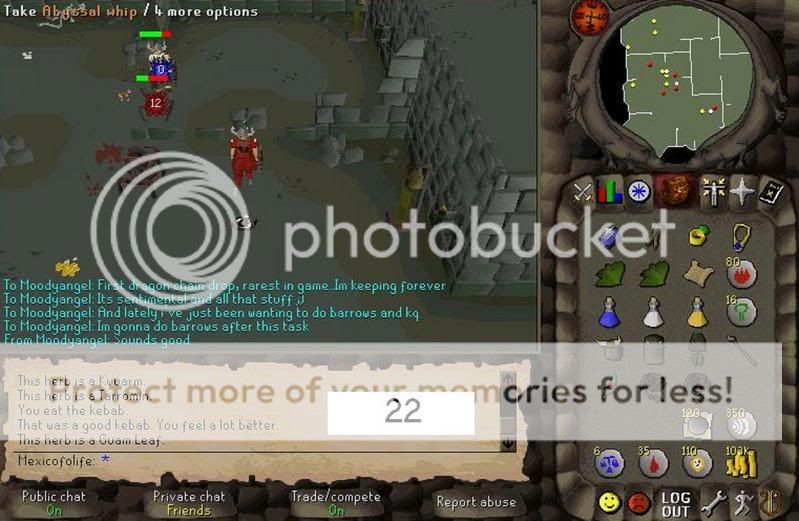 Take Abyssal whip / 4 more options
0
12
photobucket
80
16
To Moodyangel: First dragon chain drop, rarest in game..Im keeping forever
To Moodyangel: Its sentimental and all that stuff ;)
To Moodyangel: And lately i've just been wanting to do barrows and kq
To Moodyangel: Im gonna do barrows after this task
From Moodyangel: Sounds good
This herb is a Kwuarm.
Protect more of your memories for less!
This herb is a Tarromin.
You eat the kebab.
22
That was a good kebab. You feel a lot better.
This herb is a Guam Leaf.
120
350
Mexicofolife: *
6
35
110
103K
Public chat
On
Private chat
Friends
Trade/compete
On
Report abuse
LOG
OUT